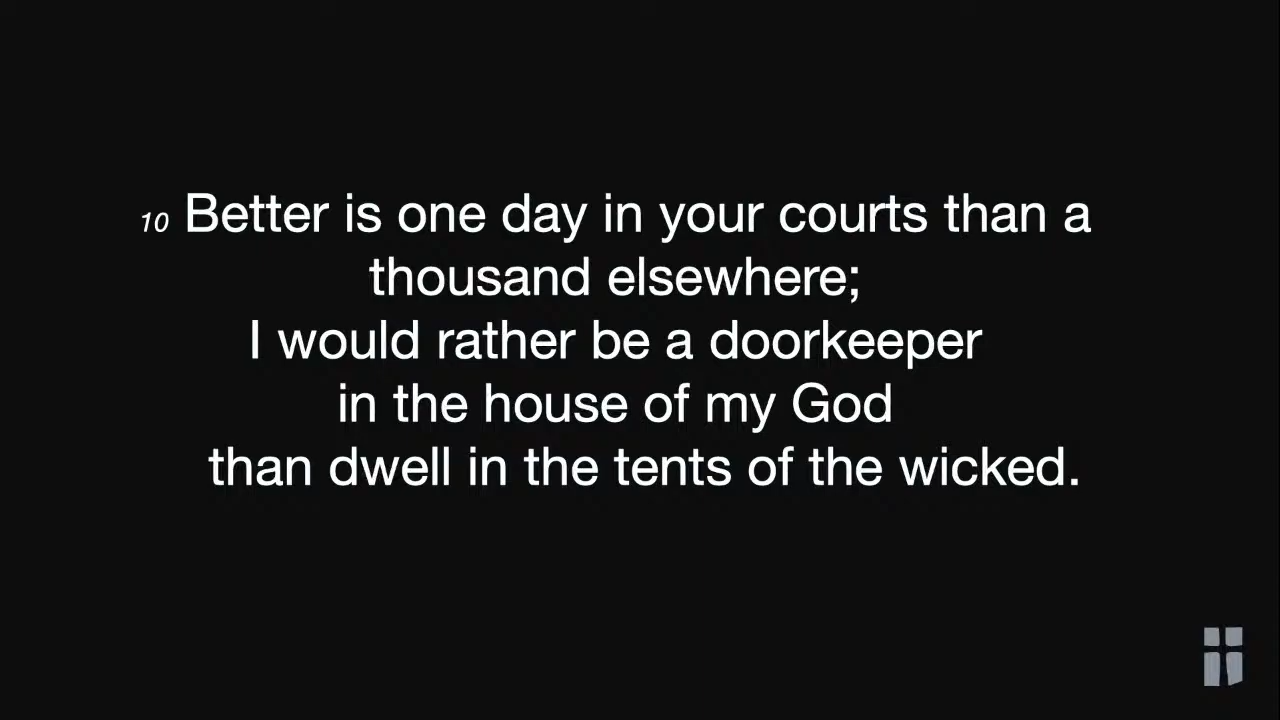 10 Better is one day in your courts than a
thousand elsewhere;
I would rather be a doorkeeper
in the house of my God
than dwell in the tents of the wicked.